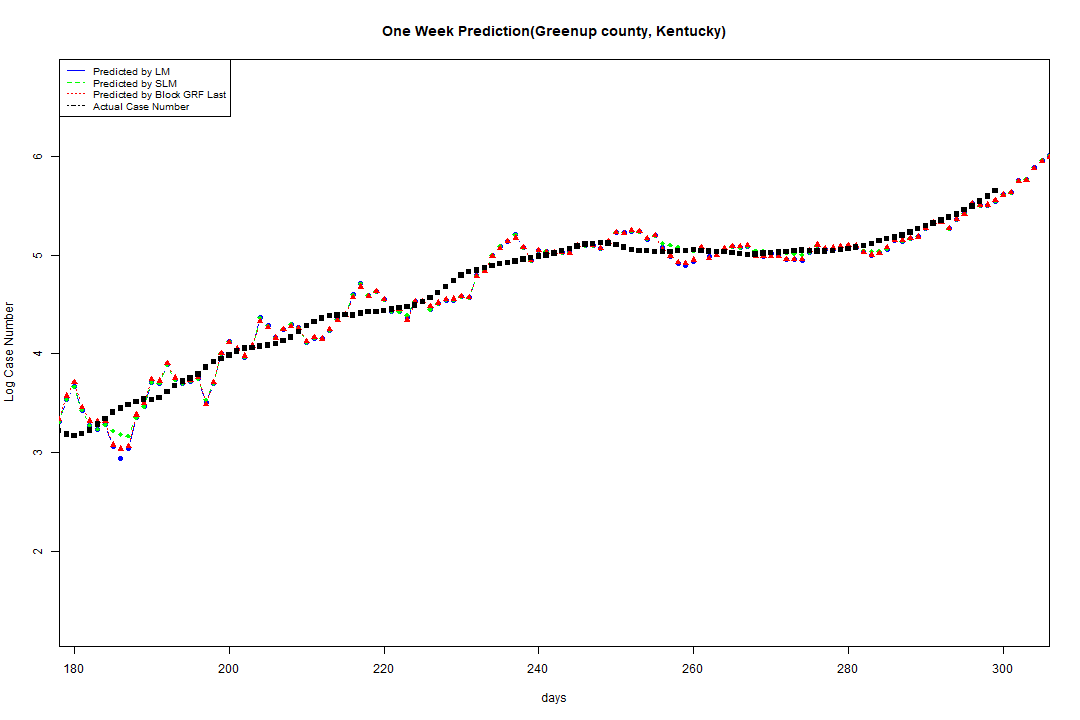 One Week Prediction(Greenup county, Kentucky)
Predicted by LM
Predicted by SLM
Predicted by Block GRF Last
Actual Case Number
6
5
4
3
2
Log Case Number
180 200 220 240 260 280 300
days